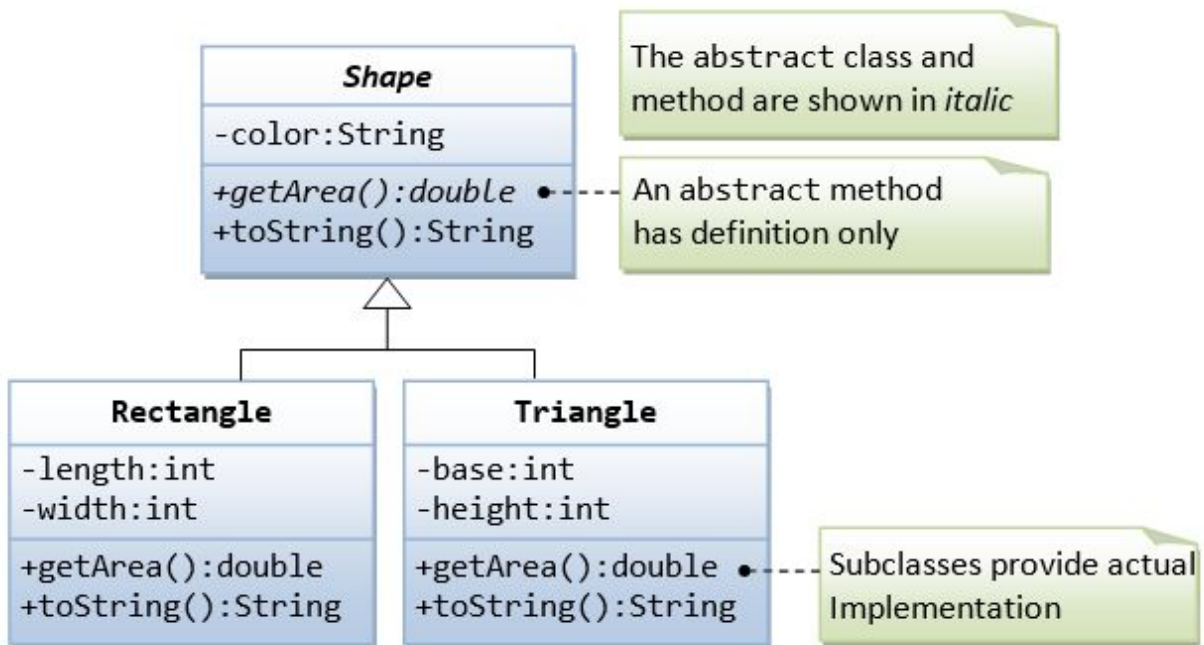 Shape
-color:String
+getArea():double
+toString():String
The abstract class and
method are shown in italic
An abstract method
has definition only
Rectangle
-length:int
-width:int
+getArea():double
+toString():String
Triangle
-base:int
-height:int
+getArea():double
+toString():String
Subclasses provide actual
Implementation